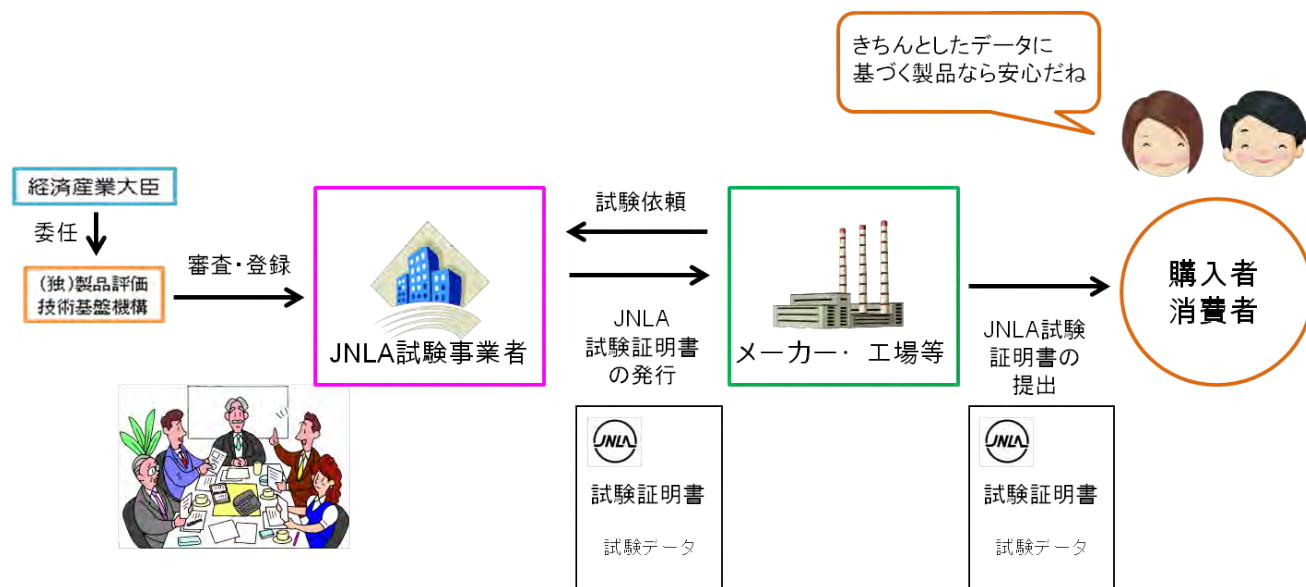 きちんとしたデータに
基づく製品なら安心だね
経済産業大臣
委任
(独)製品評価
技術基盤機構
審査・登録
JNLA試験事業者
試験依頼
JNLA
試験証明書
の発行
メーカー・ 工場等
JNLA試験
証明書の
提出
購入者
消費者
JNLA
試験証明書
試験データ
JNLA
試験証明書
試験データ